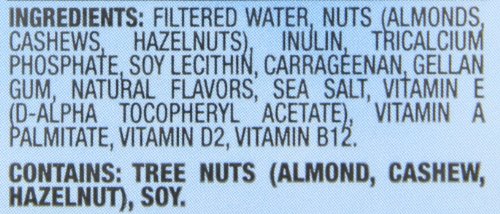 INGREDIENTS: FILTERED WATER, NUTS (ALMONDS,
CASHEWS, HAZELNUTS), INULIN, TRICALCIUM
PHOSPHATE, SOY LECITHIN, CARRAGEENAN, GELLAN
GUM, NATURAL FLAVORS, SEA SALT, VITAMIN E
(D-ALPHA TOCOPHERYL ACETATE), VITAMIN A
PALMITATE, VITAMIN D2, VITAMIN B12.
CONTAINS: TREE NUTS (ALMOND, CASHEW,
HAZELNUT), SOY.